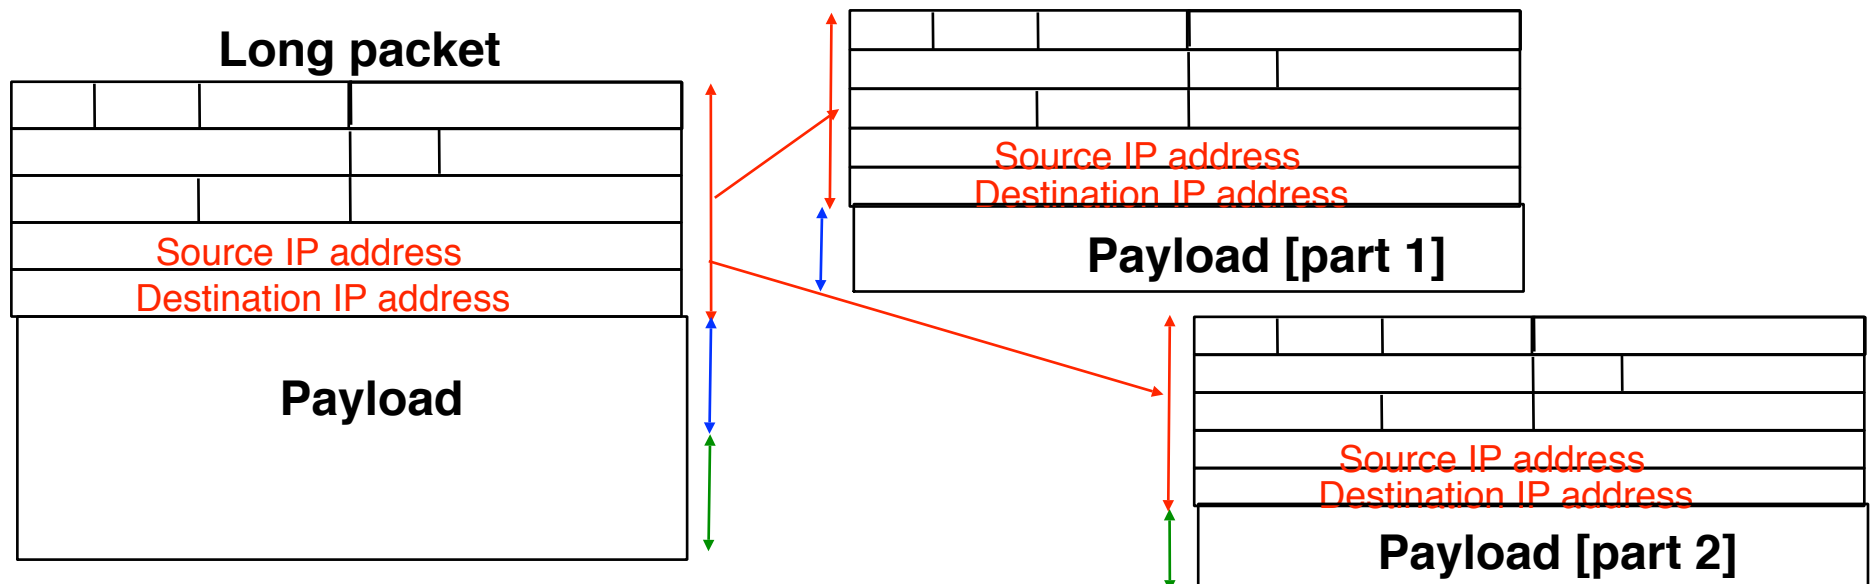 Long packet
Source IP address
Destination IP address
Payload
Source IP address
Destination IP address
Payload [part 1]
Source IP address
Destination IP address
Payload [part 2]